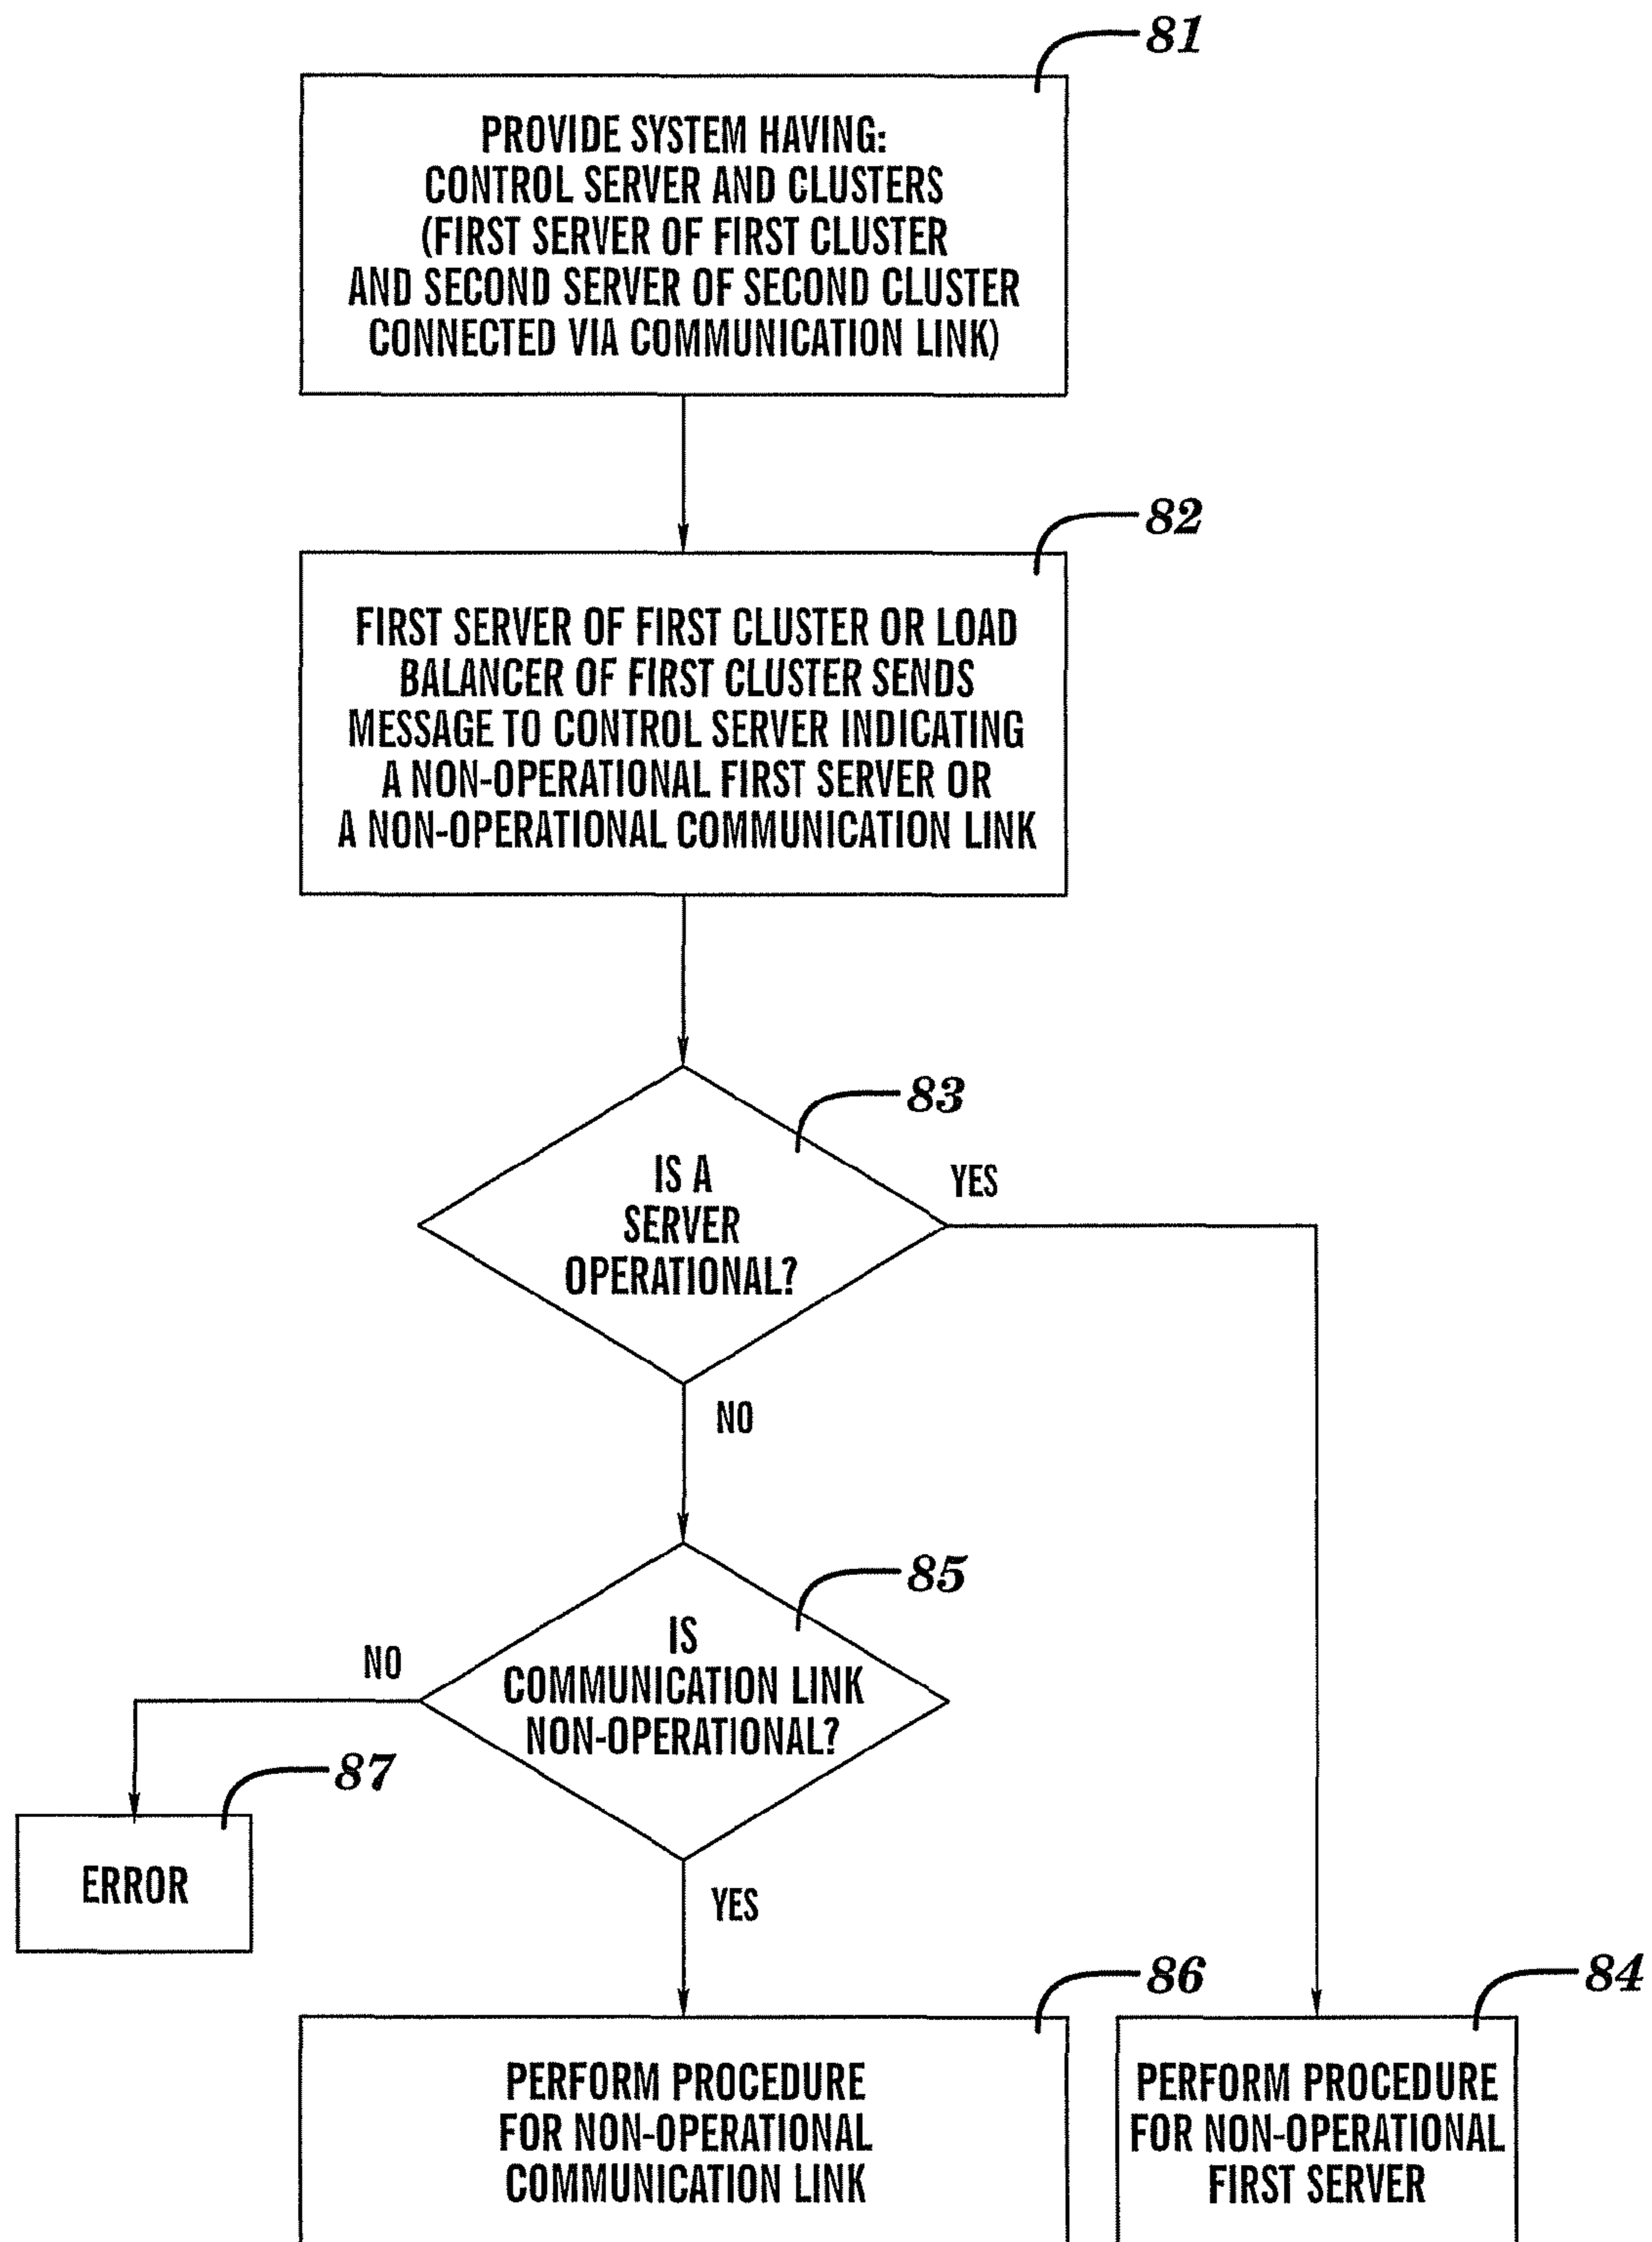 81
PROVIDE SYSTEM HAVING:
CONTROL SERVER AND CLUSTERS
(FIRST SERVER OF FIRST CLUSTER
AND SECOND SERVER OF SECOND CLUSTER
CONNECTED VIA COMMUNICATION LINK)
82
FIRST SERVER OF FIRST CLUSTER OR LOAD
BALANCER OF FIRST CLUSTER SENDS
MESSAGE TO CONTROL SERVER INDICATING
A NON-OPERATIONAL FIRST SERVER OR
A NON-OPERATIONAL COMMUNICATION LINK
83
IS A
SERVER
OPERATIONAL?
YES
NO
85
IS
COMMUNICATION LINK
NON-OPERATIONAL?
NO
87
ERROR
YES
86
PERFORM PROCEDURE
FOR NON-OPERATIONAL
COMMUNICATION LINK
84
PERFORM PROCEDURE
FOR NON-OPERATIONAL
FIRST SERVER